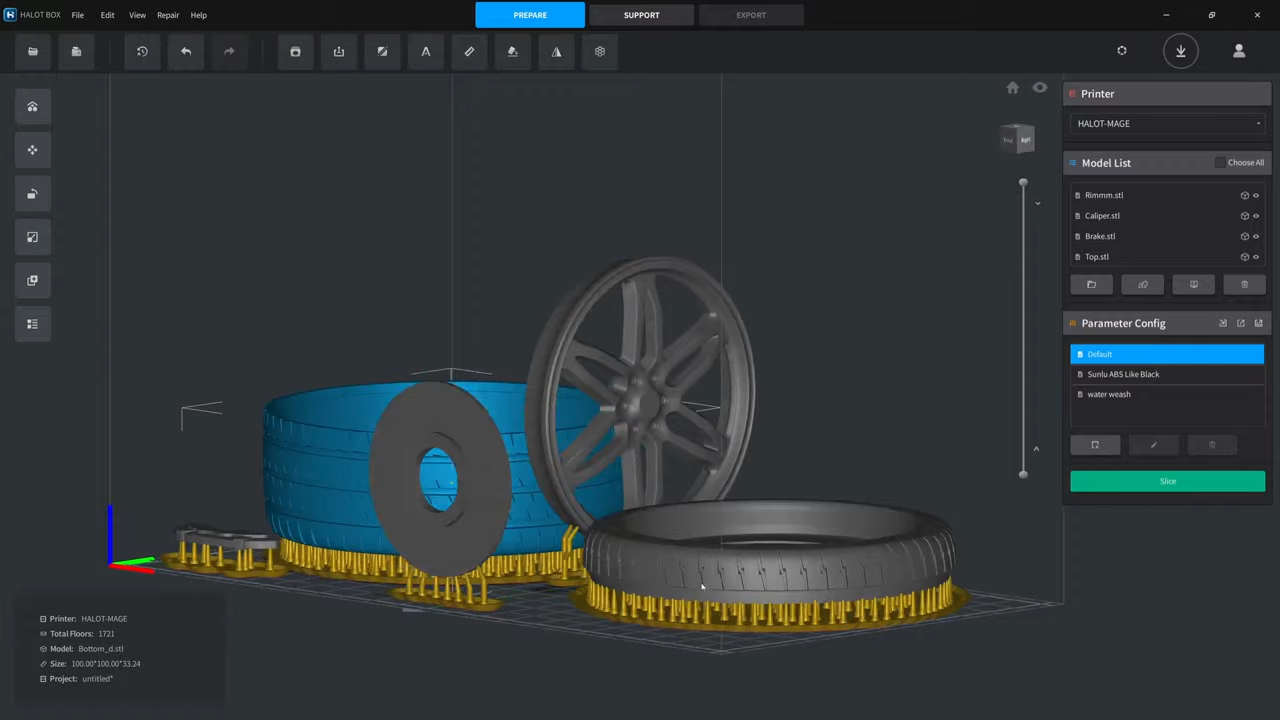 HALOT BOX File Edit View Repair Help PREPARE SUPPORT EXPORT
Printer
HALOT-MAGE
Model List Choose All
Rimmm.stl
Caliper.stl
Brake.stl
Top.stl
Parameter Config
Default
Sunlu ABS Like Black
water weash
Slice
Right
Printer: HALOT-MAGE
Total Floors: 1721
Model: Bottom_d.stl
Size: 100.00*100.00*33.24
Project: untitled*